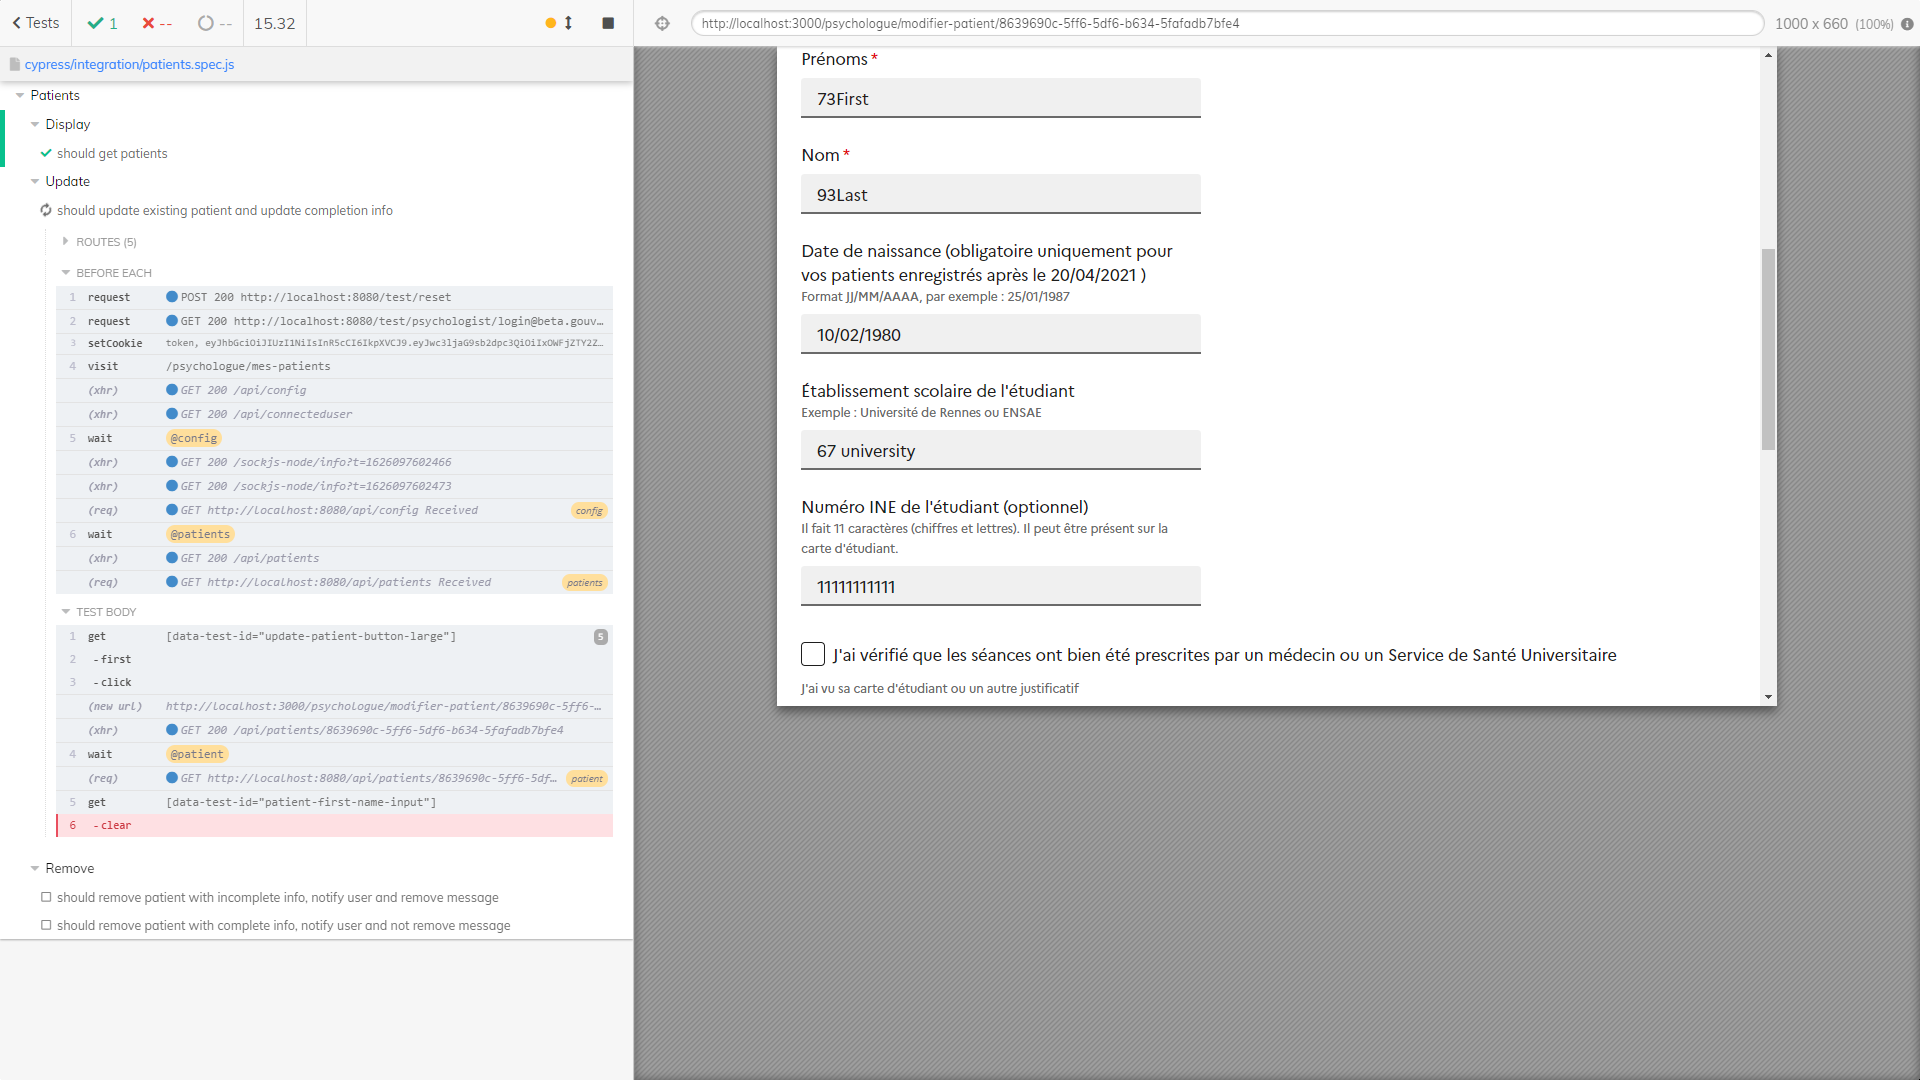 Tests
1
--
--
15.32
http://localhost:3000/psychologue/modifier-patient/8639690c-5ff6-5df6-b634-5fafadb7bfe4
1000 x 660 (100%)
cypress/integration/patients.spec.js
Patients
Display
should get patients
Update
should update existing patient and update completion info
ROUTES (5)
BEFORE EACH
1 request POST 200 http://localhost:8080/test/reset
2 request GET 200 http://localhost:8080/test/psychologist/login@beta.gouv...
3 setCookie token, eyJhbGciOiJIUzI1NiIsInR5cCI6IkpXVCJ9.eyJwc3ljaG9sb2dpc3QiOiIxOWFjZTY2Z...
4 visit /psychologue/mes-patients
(xhr) GET 200 /api/config
(xhr) GET 200 /api/connecteduser
5 wait @config
(xhr) GET 200 /sockjs-node/info?t=1626097602466
(xhr) GET 200 /sockjs-node/info?t=1626097602473
(req) GET http://localhost:8080/api/config Received config
6 wait @patients
(xhr) GET 200 /api/patients
(req) GET http://localhost:8080/api/patients Received patients
TEST BODY
1 get [data-test-id="update-patient-button-large"] 5
2 -first
3 -click
(new url) http://localhost:3000/psychologue/modifier-patient/8639690c-5ff6-...
(xhr) GET 200 /api/patients/8639690c-5ff6-5df6-b634-5fafadb7bfe4
4 wait @patient
(req) GET http://localhost:8080/api/patients/8639690c-5ff6-5df... patient
5 get [data-test-id="patient-first-name-input"]
6 -clear
Remove
should remove patient with incomplete info, notify user and remove message
should remove patient with complete info, notify user and not remove message
Prénoms *
73First
Nom *
93Last
Date de naissance (obligatoire uniquement pour
vos patients enregistrés après le 20/04/2021 )
Format JJ/MM/AAAA, par exemple : 25/01/1987
10/02/1980
Établissement scolaire de l'étudiant
Exemple : Université de Rennes ou ENSAE
67 university
Numéro INE de l'étudiant (optionnel)
Il fait 11 caractères (chiffres et lettres). Il peut être présent sur la
carte d'étudiant.
11111111111
J'ai vérifié que les séances ont bien été prescrites par un médecin ou un Service de Santé Universitaire
J'ai vu sa carte d'étudiant ou un autre justificatif